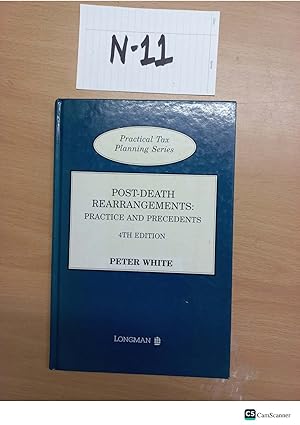 N-11
Practical Tax
Planning Series
POST-DEATH
REARRANGEMENTS:
PRACTICE AND PRECEDENTS
4TH EDITION
PETER WHITE
LONGMAN
CS CamScanner